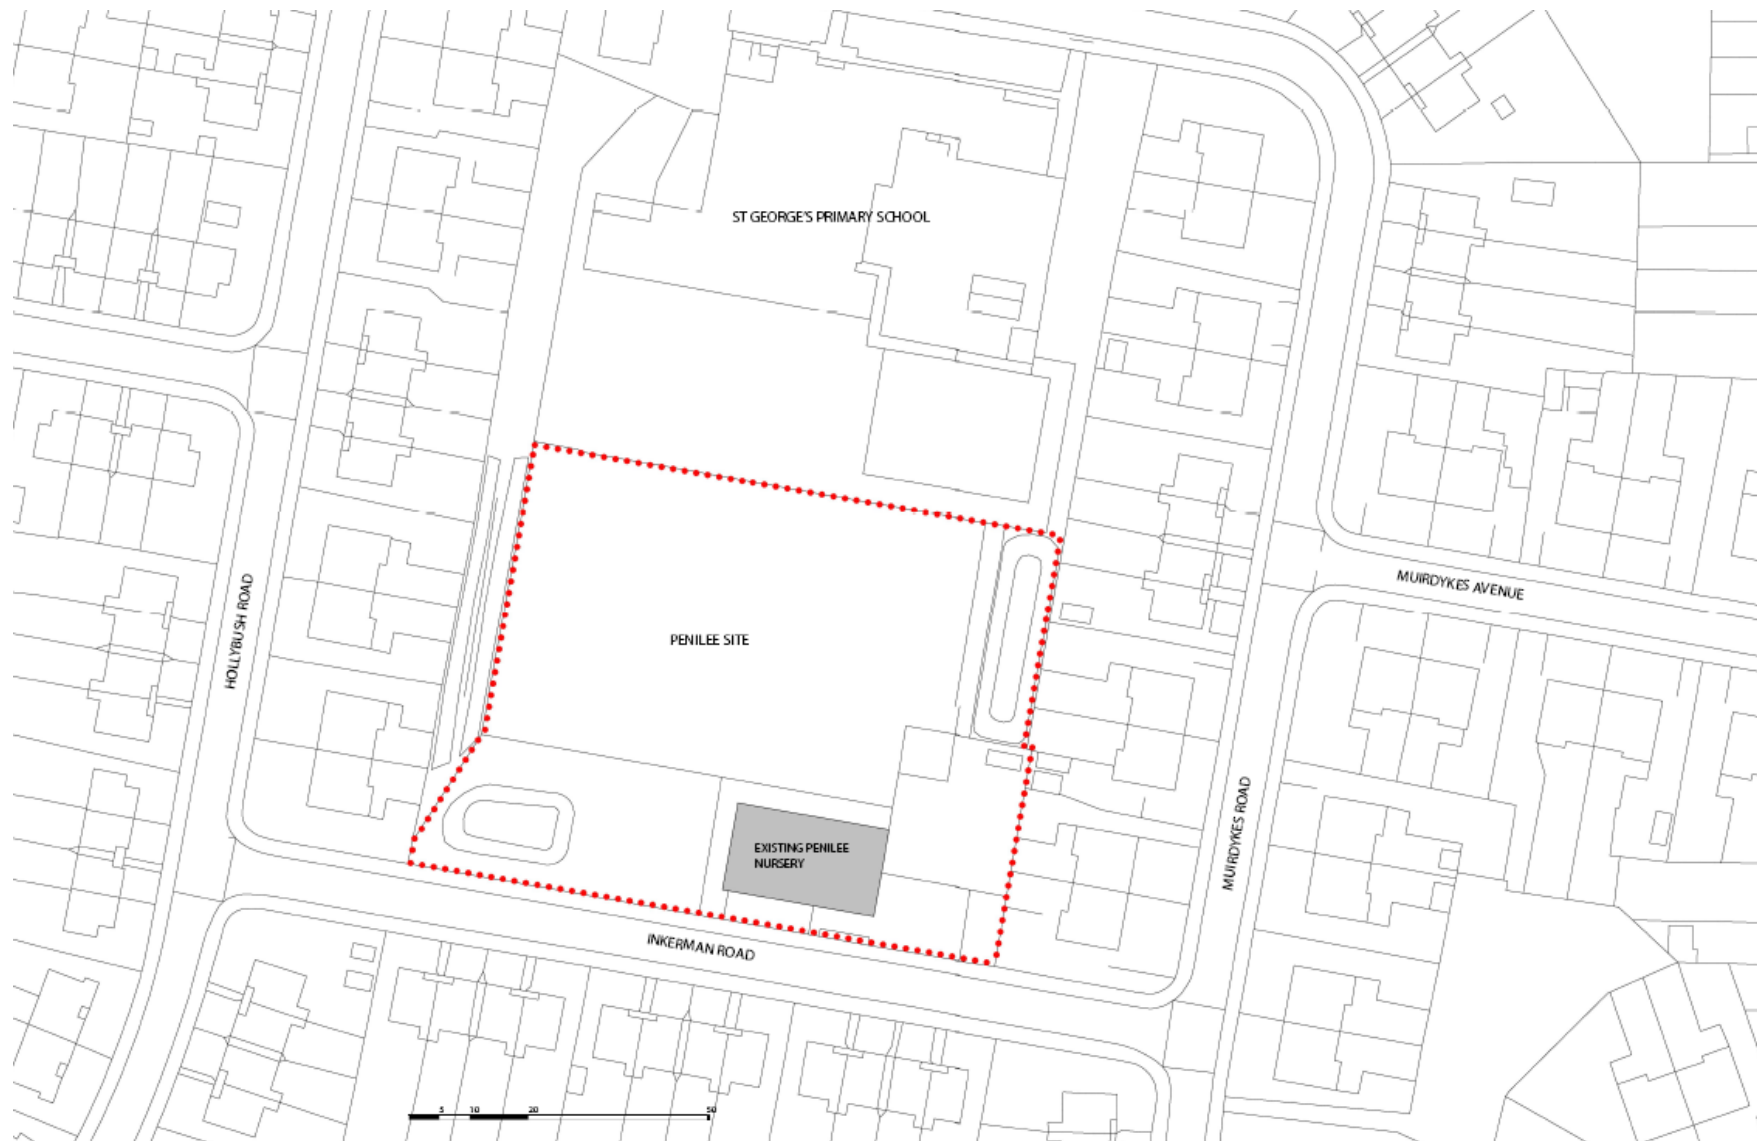 ST GEORGE'S PRIMARY SCHOOL
MUIRDYKES AVENUE
HOLLYBUSH ROAD
PENILEE SITE
EXISTING PENILEE
NURSERY
MUIRDYKES ROAD
INKERMAN ROAD
5 10 20 50